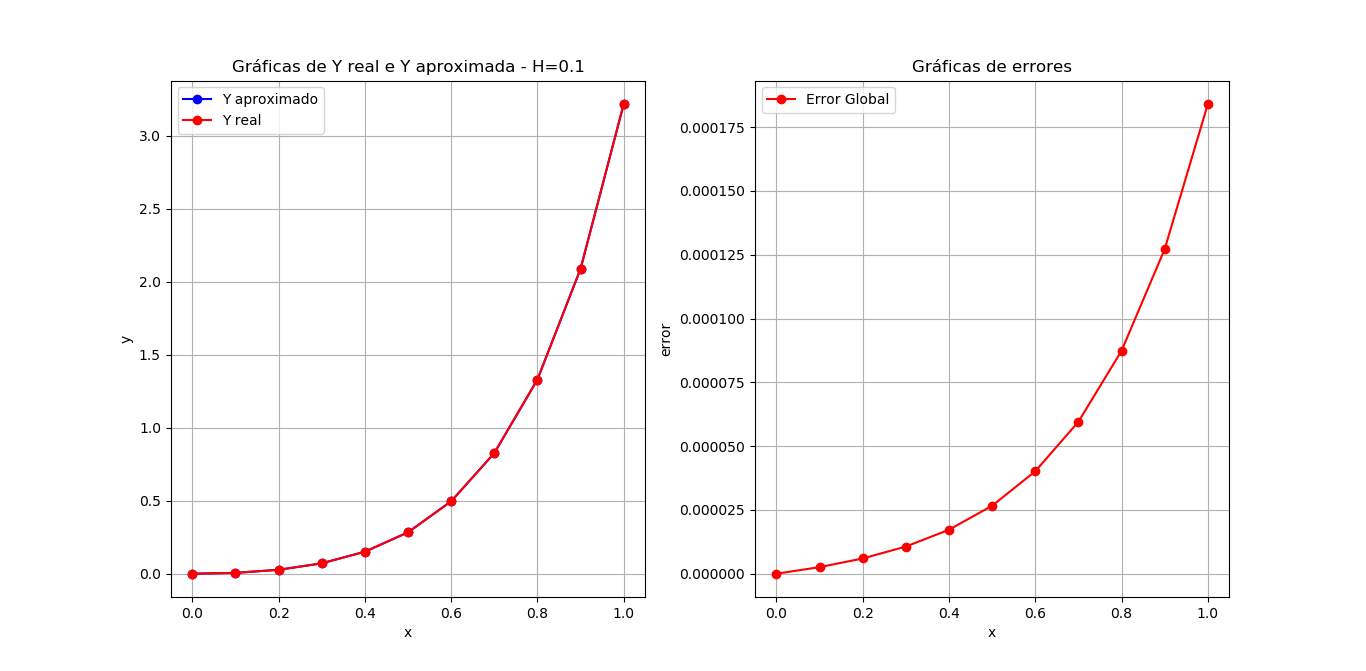 Gráficas de Y real e Y aproximada - H=0.1
Y aproximado
Y real
3.0
2.5
2.0
1.5
1.0
0.5
0.0
y
0.0 0.2 0.4 0.6 0.8 1.0
x
Gráficas de errores
Error Global
0.000175
0.000150
0.000125
0.000100
0.000075
0.000050
0.000025
0.000000
error
0.0 0.2 0.4 0.6 0.8 1.0
x